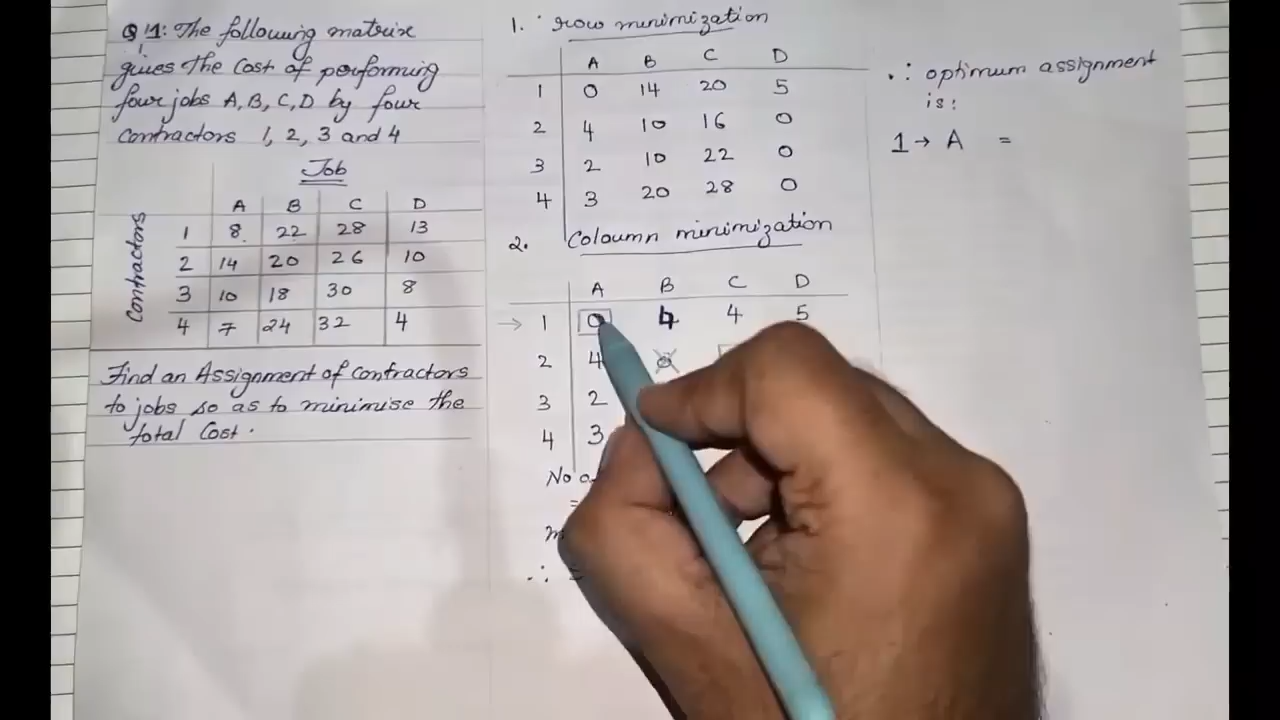 Q 1: The following matrix
gives the cost of performing
four jobs A, B, C, D by four
contractors 1, 2, 3 and 4
Job
Contractors
A B C D
1 8 22 28 13
2 14 20 26 10
3 10 18 30 8
4 7 24 32 4
Find an Assignment of contractors
to jobs so as to minimise the
total cost.
1. row minimization
A B C D
1 0 14 20 5
2 4 10 16 0
3 2 10 22 0
4 3 20 28 0
2. Coloumn minimization
A B C D
→ 1 0 4 4 5
2 4 0
3 2
4 3
No
∴ optimum assignment
is:
1 → A =